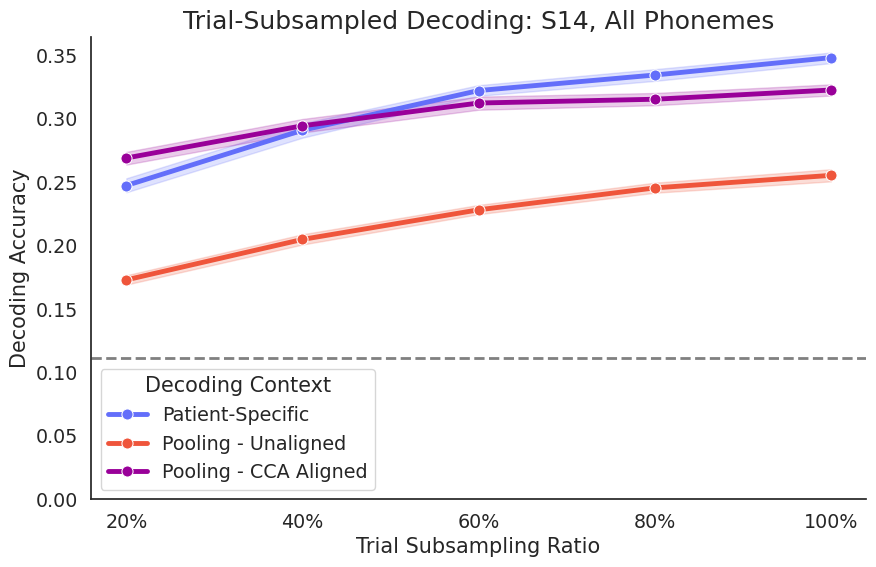 Trial-Subsampled Decoding: S14, All Phonemes
Decoding Accuracy
0.35
0.30
0.25
0.20
0.15
0.10
0.05
0.00
Decoding Context
Patient-Specific
Pooling - Unaligned
Pooling - CCA Aligned
20% 40% 60% 80% 100%
Trial Subsampling Ratio